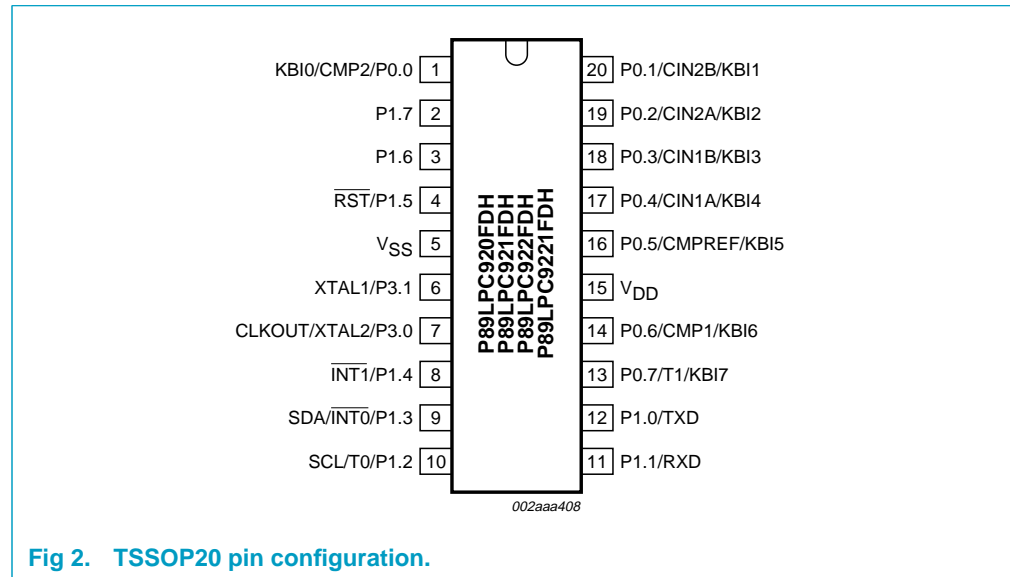 KBI0/CMP2/P0.0 1
P1.7 2
P1.6 3
R̅S̅T̅/P1.5 4
VSS 5
XTAL1/P3.1 6
CLKOUT/XTAL2/P3.0 7
I̅N̅T̅1̅/P1.4 8
SDA/I̅N̅T̅0̅/P1.3 9
SCL/T0/P1.2 10
P89LPC920FDH
P89LPC921FDH
P89LPC922FDH
P89LPC9221FDH
20 P0.1/CIN2B/KBI1
19 P0.2/CIN2A/KBI2
18 P0.3/CIN1B/KBI3
17 P0.4/CIN1A/KBI4
16 P0.5/CMPREF/KBI5
15 VDD
14 P0.6/CMP1/KBI6
13 P0.7/T1/KBI7
12 P1.0/TXD
11 P1.1/RXD
002aaa408
Fig 2. TSSOP20 pin configuration.